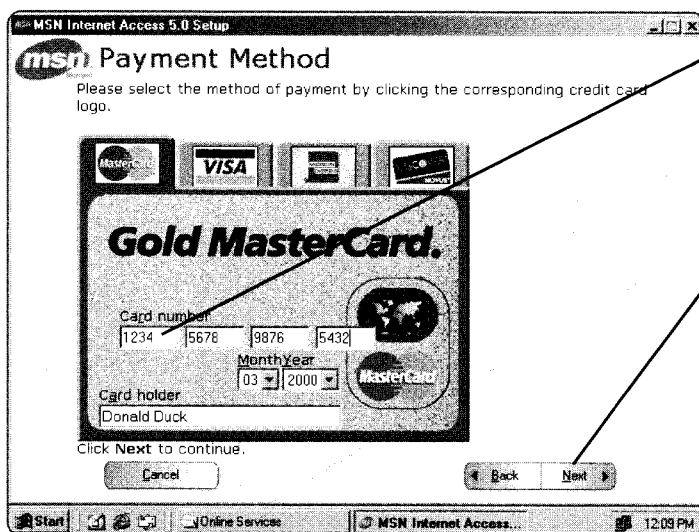 MSN Internet Access 5.0 Setup
msn Payment Method
Please select the method of payment by clicking the corresponding credit card
logo.
MasterCard VISA
Gold MasterCard.
Card number
1234 5678 9876 5432
Month Year
03 2000
MasterCard
Card holder
Donald Duck
Click Next to continue.
Cancel Back Next
Start Online Services MSN Internet Access... 12:09 PM